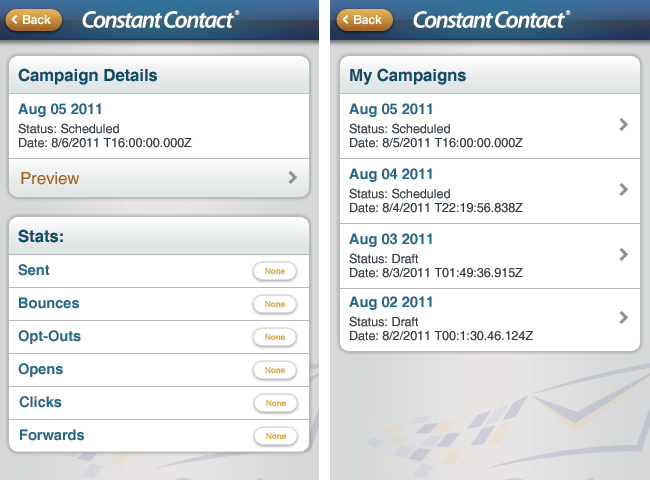 Back
Constant Contact®
Campaign Details
Aug 05 2011
Status: Scheduled
Date: 8/6/2011 T16:00:00.000Z
Preview
Stats:
Sent None
Bounces None
Opt-Outs None
Opens None
Clicks None
Forwards None
Back
Constant Contact®
My Campaigns
Aug 05 2011
Status: Scheduled
Date: 8/5/2011 T16:00:00.000Z
Aug 04 2011
Status: Scheduled
Date: 8/4/2011 T22:19:56.838Z
Aug 03 2011
Status: Draft
Date: 8/3/2011 T01:49:36.915Z
Aug 02 2011
Status: Draft
Date: 8/2/2011 T00:1:30.46.124Z